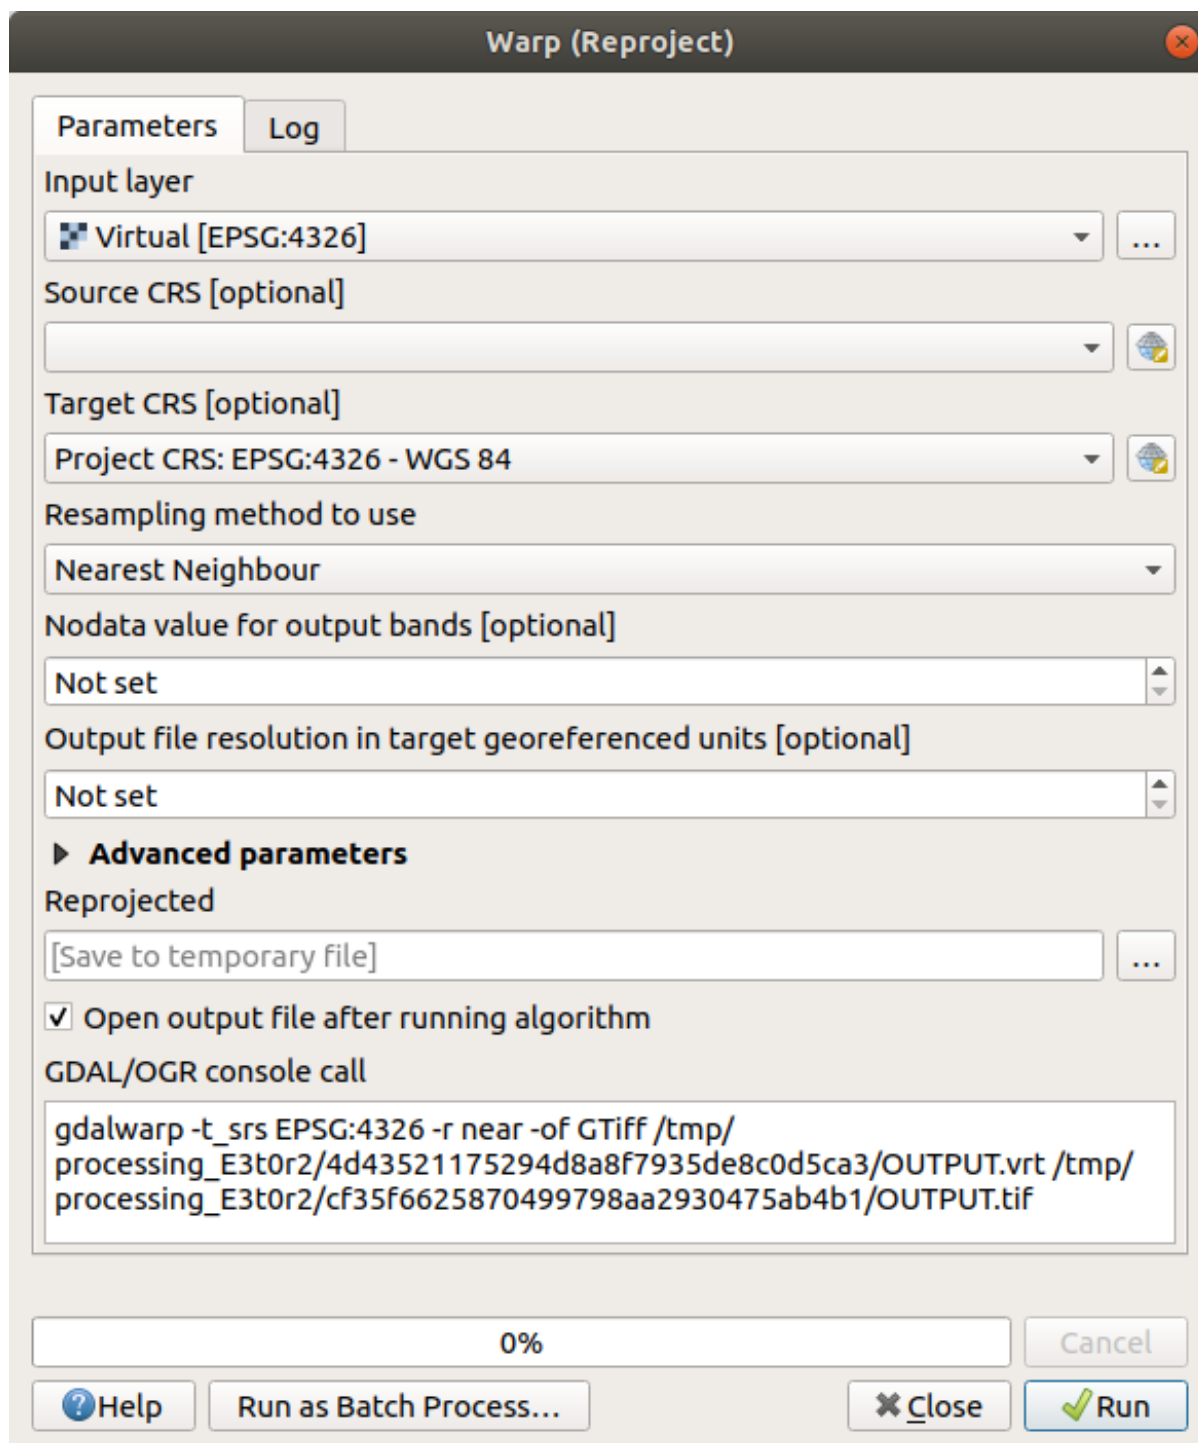 Warp (Reproject)
Parameters
Log
Input layer
Virtual [EPSG:4326]
...
Source CRS [optional]
Target CRS [optional]
Project CRS: EPSG:4326 - WGS 84
Resampling method to use
Nearest Neighbour
Nodata value for output bands [optional]
Not set
Output file resolution in target georeferenced units [optional]
Not set
Advanced parameters
Reprojected
[Save to temporary file]
...
Open output file after running algorithm
GDAL/OGR console call
gdalwarp -t_srs EPSG:4326 -r near -of GTiff /tmp/
processing_E3t0r2/4d43521175294d8a8f7935de8c0d5ca3/OUTPUT.vrt /tmp/
processing_E3t0r2/cf35f6625870499798aa2930475ab4b1/OUTPUT.tif
0%
Cancel
Help
Run as Batch Process...
Close
Run